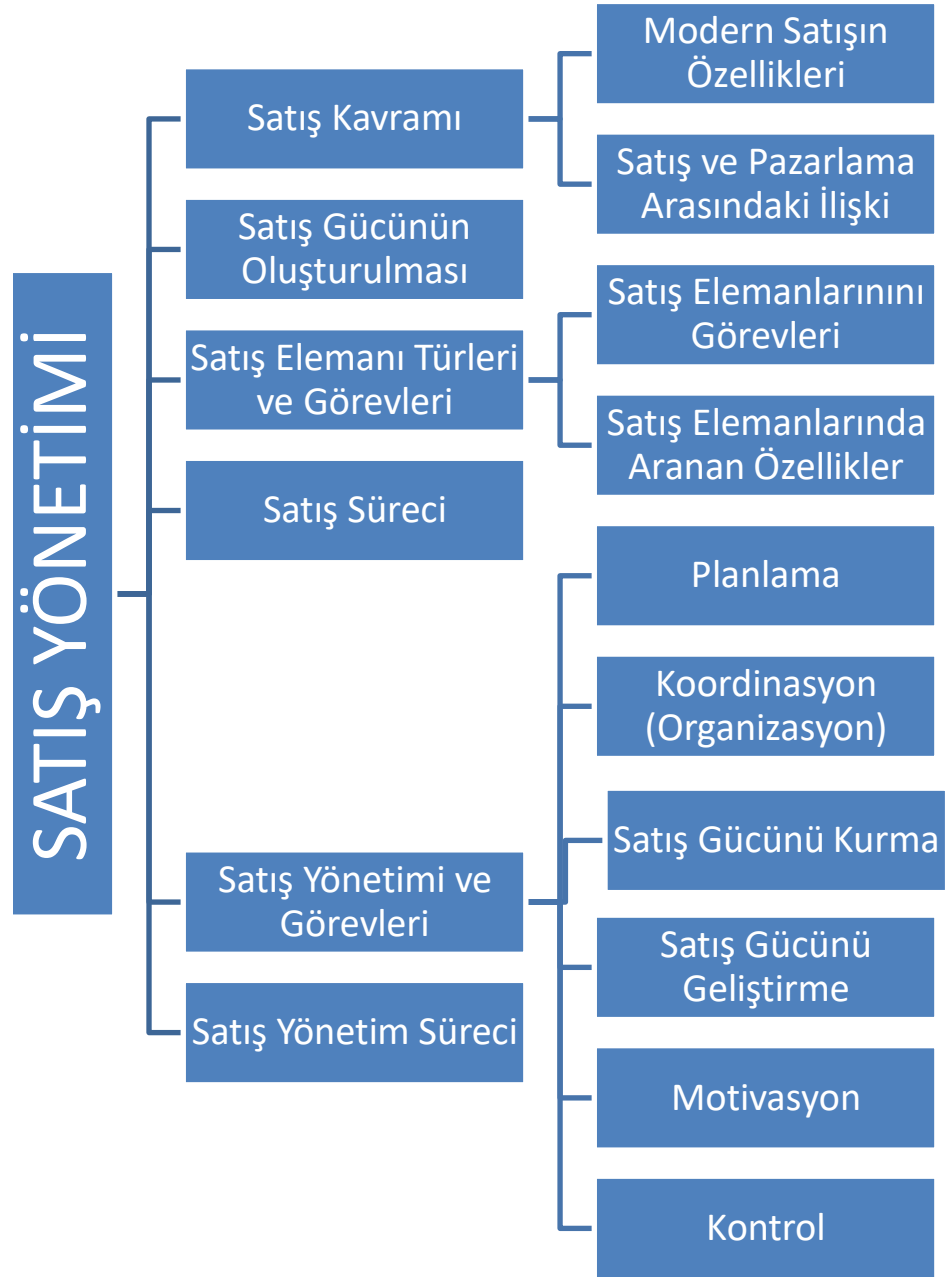 SATIŞ YÖNETİMİ
Satış Kavramı
Modern Satışın
Özellikleri
Satış ve Pazarlama
Arasındaki İlişki
Satış Gücünün
Oluşturulması
Satış Elemanı Türleri
ve Görevleri
Satış Elemanlarınını
Görevleri
Satış Elemanlarında
Aranan Özellikler
Satış Süreci
Satış Yönetimi ve
Görevleri
Planlama
Koordinasyon
(Organizasyon)
Satış Gücünü Kurma
Satış Gücünü
Geliştirme
Motivasyon
Kontrol
Satış Yönetim Süreci